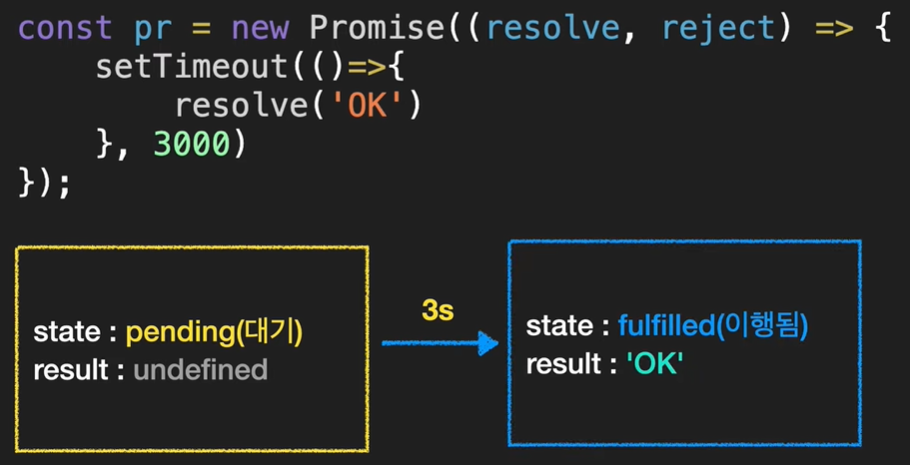 const pr = new Promise((resolve, reject) => {
    setTimeout(()=>{
        resolve('OK')
    }, 3000)
});
state : pending(대기)
result : undefined
3s
state : fulfilled(이행됨)
result : 'OK'